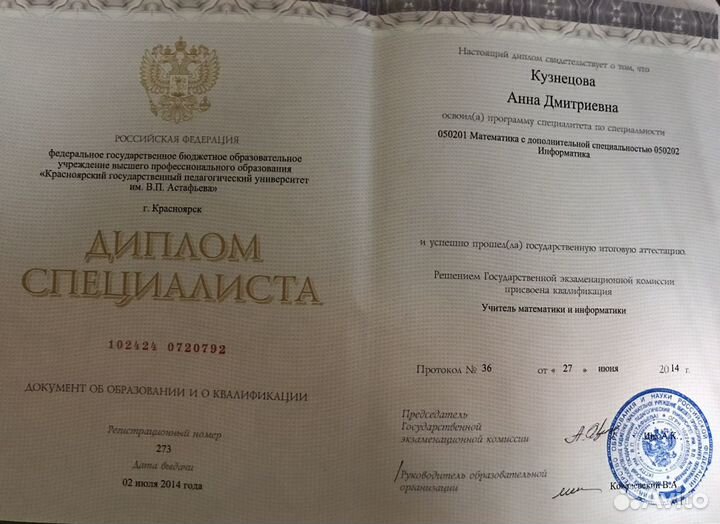 РОССИЙСКАЯ ФЕДЕРАЦИЯ
федеральное государственное бюджетное образовательное
учреждение высшего профессионального образования
«Красноярский государственный педагогический университет
им. В.П. Астафьева»
г. Красноярск
ДИПЛОМ
СПЕЦИАЛИСТА
102424 0720792
ДОКУМЕНТ ОБ ОБРАЗОВАНИИ И О КВАЛИФИКАЦИИ
Регистрационный номер
273
Дата выдачи
02 июля 2014 года
Настоящий диплом свидетельствует о том, что
Кузнецова
Анна Дмитриевна
освоил(а) программу специалитета по специальности
050201 Математика с дополнительной специальностью 050202
Информатика
и успешно прошел(ла) государственную итоговую аттестацию
Решением Государственной экзаменационной комиссии
присвоена квалификация
Учитель математики и информатики
Протокол № 36 от « 27 » июня 2014 г.
Председатель
Государственной
экзаменационной комиссии
Руководитель образовательной
организации
В.А.
Avito